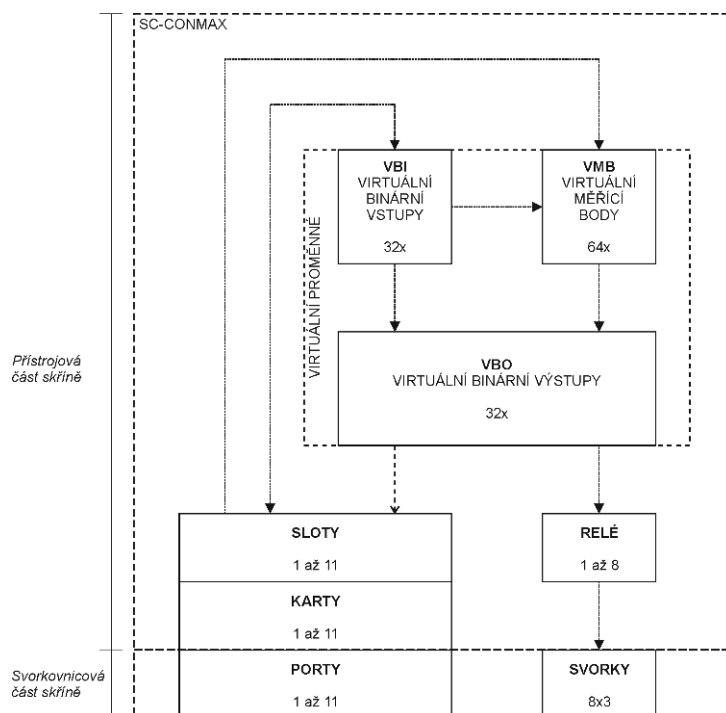 SC-CONMAX
VBI
VIRTUÁLNÍ
BINÁRNÍ
VSTUPY
32x
VMB
VIRTUÁLNÍ
MĚŘÍCÍ
BODY
64x
VIRTUÁLNÍ PROMĚNNÉ
VBO
VIRTUÁLNÍ BINÁRNÍ VÝSTUPY
32x
Přístrojová
část skříně
SLOTY
1 až 11
RELÉ
1 až 8
KARTY
1 až 11
Svorkovnicová
část skříně
PORTY
1 až 11
SVORKY
8x3